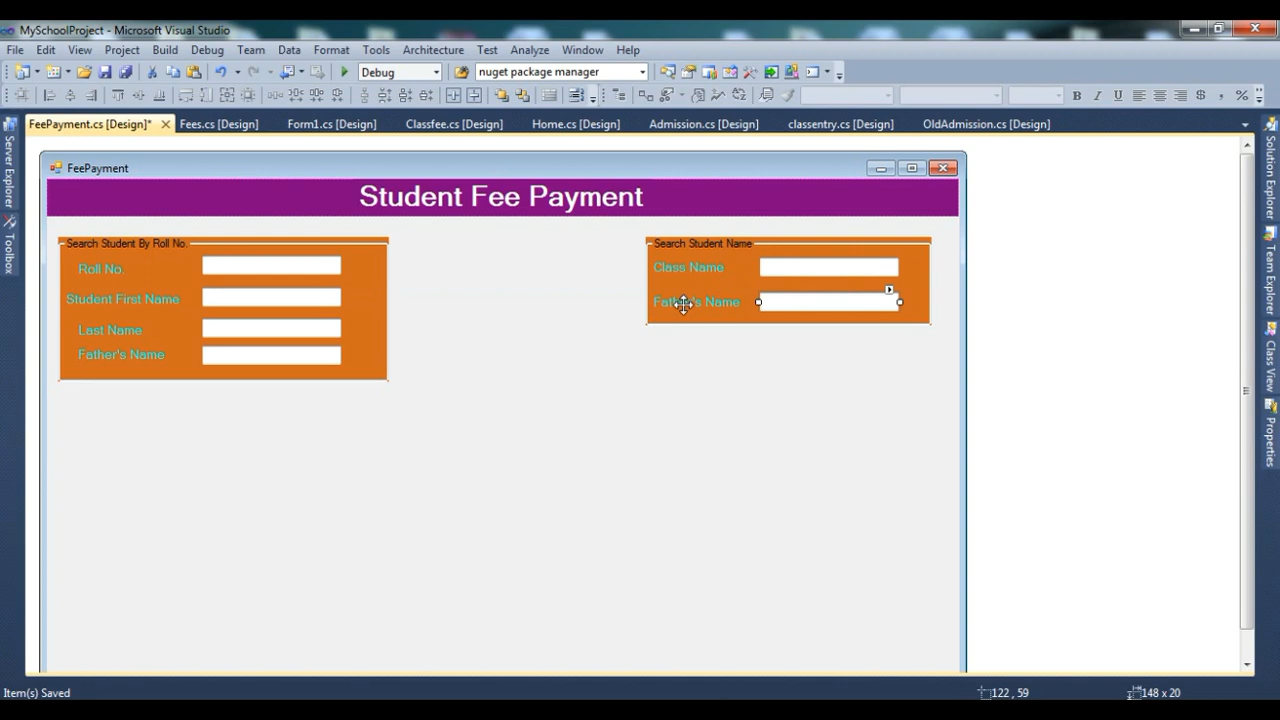 MySchoolProject - Microsoft Visual Studio
File Edit View Project Build Debug Team Data Format Tools Architecture Test Analyze Window Help
Debug nuget package manager
FeePayment.cs [Design]* Fees.cs [Design] Form1.cs [Design] Classfee.cs [Design] Home.cs [Design] Admission.cs [Design] classentry.cs [Design] OldAdmission.cs [Design]
Server Explorer
Toolbox
FeePayment
Student Fee Payment
Search Student By Roll No.
Roll No.
Student First Name
Last Name
Father's Name
Search Student Name
Class Name
Father's Name
Solution Explorer
Team Explorer
Class View
Properties
Item(s) Saved
122 , 59
148 x 20